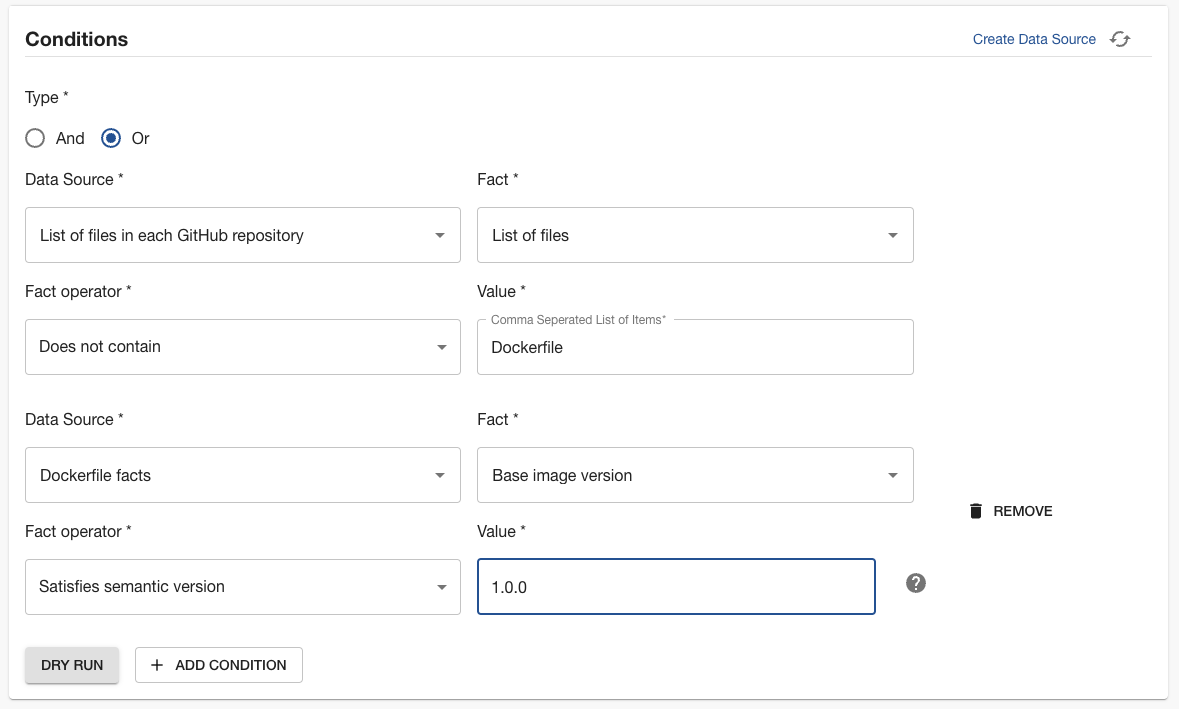 Conditions
Create Data Source
Type *
And
Or
Data Source *
Fact *
List of files in each GitHub repository
List of files
Fact operator *
Value *
Does not contain
Comma Seperated List of Items*
Dockerfile
Data Source *
Fact *
Dockerfile facts
Base image version
REMOVE
Fact operator *
Value *
Satisfies semantic version
1.0.0
?
DRY RUN
+ ADD CONDITION